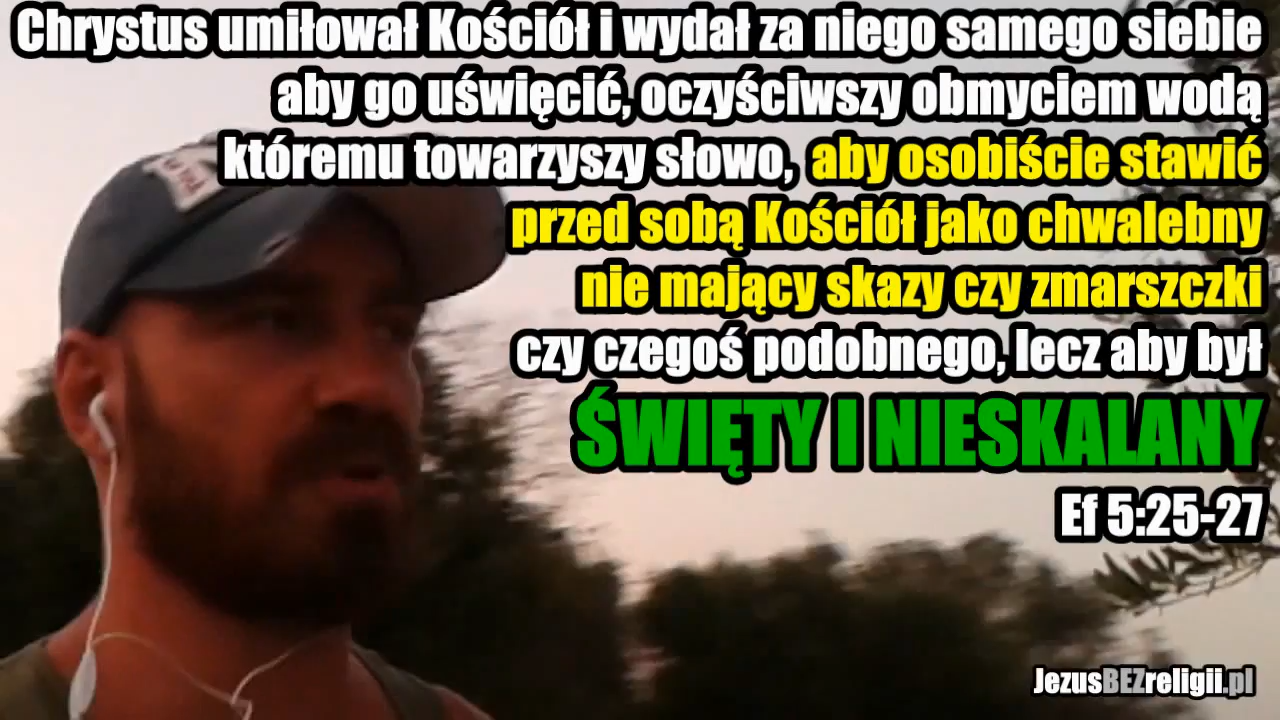 Chrystus umiłował Kościół i wydał za niego samego siebie
aby go uświęcić, oczyściwszy obmyciem wodą
któremu towarzyszy słowo, aby osobiście stawić
przed sobą Kościół jako chwalebny
nie mający skazy czy zmarszczki
czy czegoś podobnego, lecz aby był
ŚWIĘTY I NIESKALANY
Ef 5:25-27
JezusBEZreligii.pl